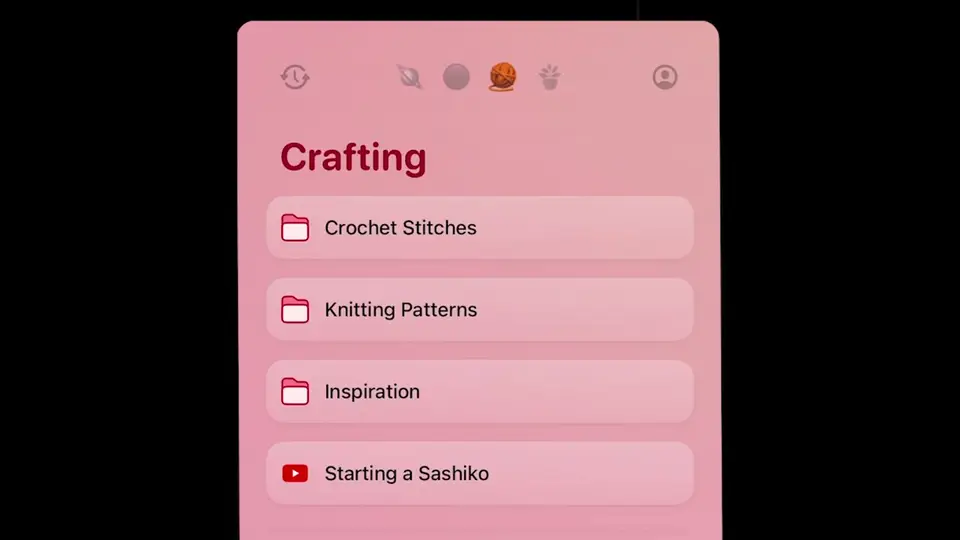 Crafting
Crochet Stitches
Knitting Patterns
Inspiration
Starting a Sashiko